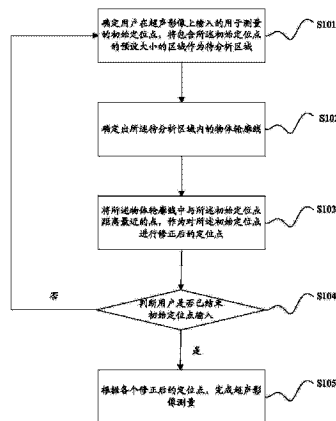 确定用户在超声影像上输入的用于测量
的初始定位点，将包含所述初始定位点
的预设大小的区域作为待分析区域
S101
确定出所述待分析区域内的物体轮廓线
S102
将所述物体轮廓线中与所述初始定位点
距离最近的点，作为对所述初始定位点
进行修正后的定位点
S103
判断用户是否已结束
初始定位点输入
S104
否
是
根据各个修正后的定位点，完成超声影
像测量
S105